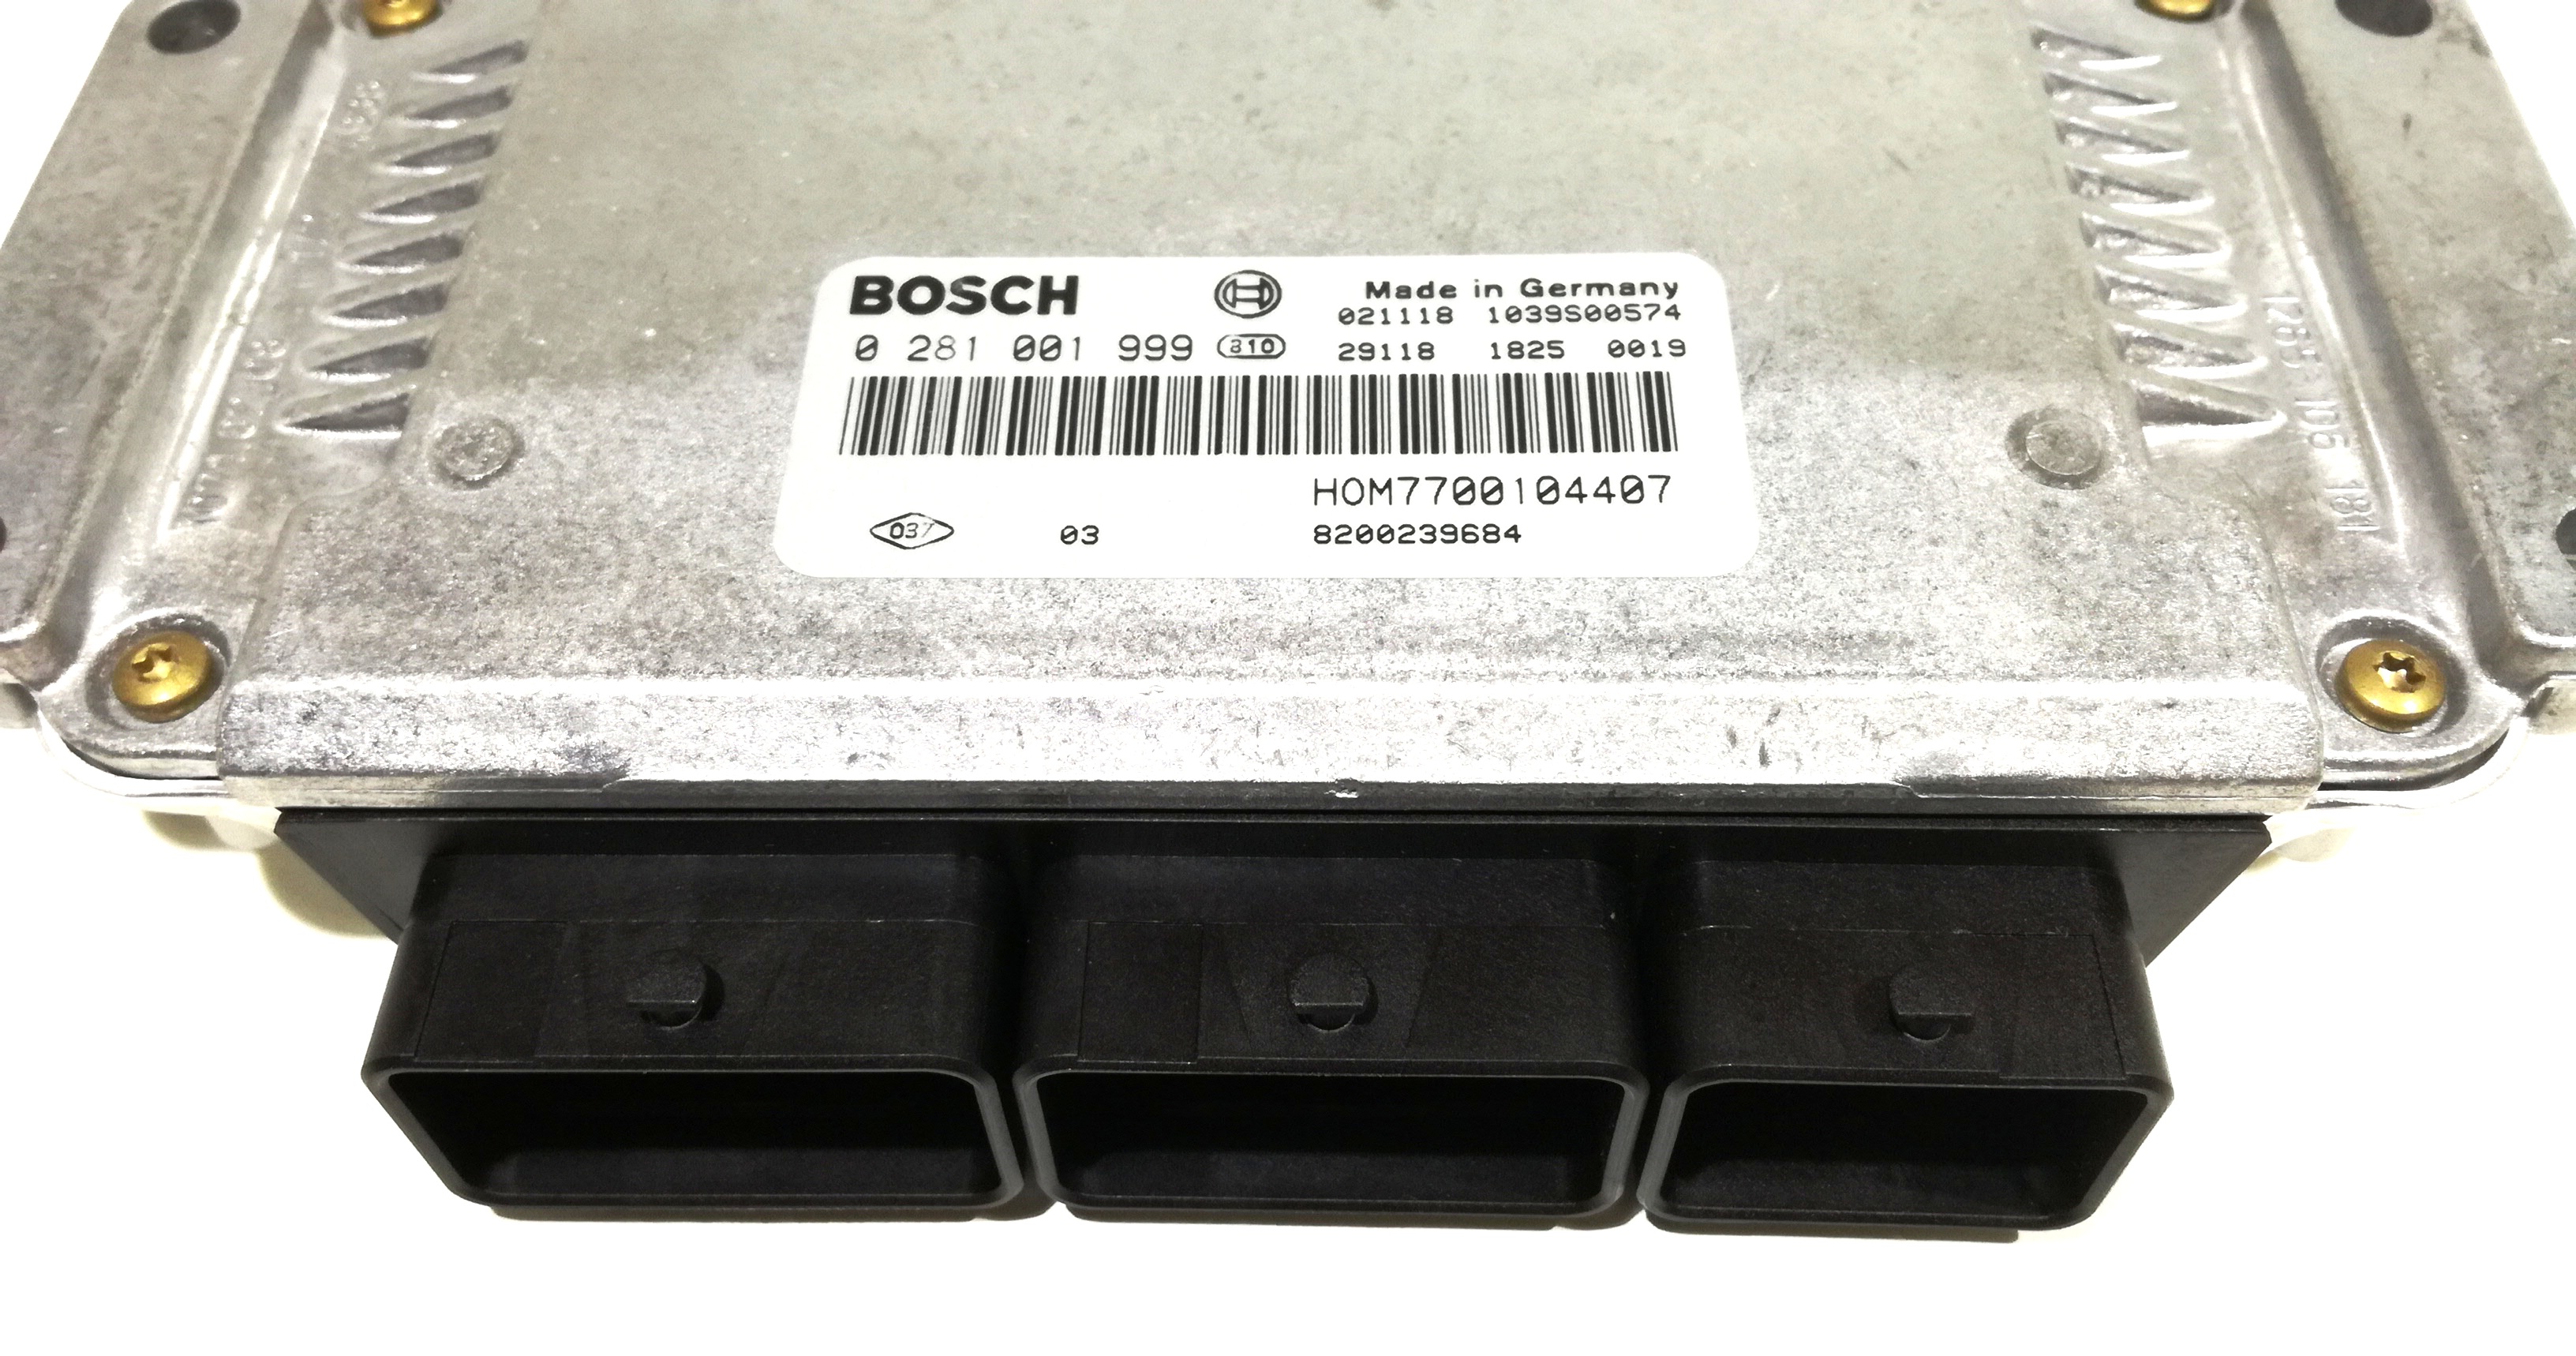 BOSCH
Made in Germany
021118 1039S00574
0 281 001 999 810 29118 1825 0019
HOM7700104407
037 03 8200239684